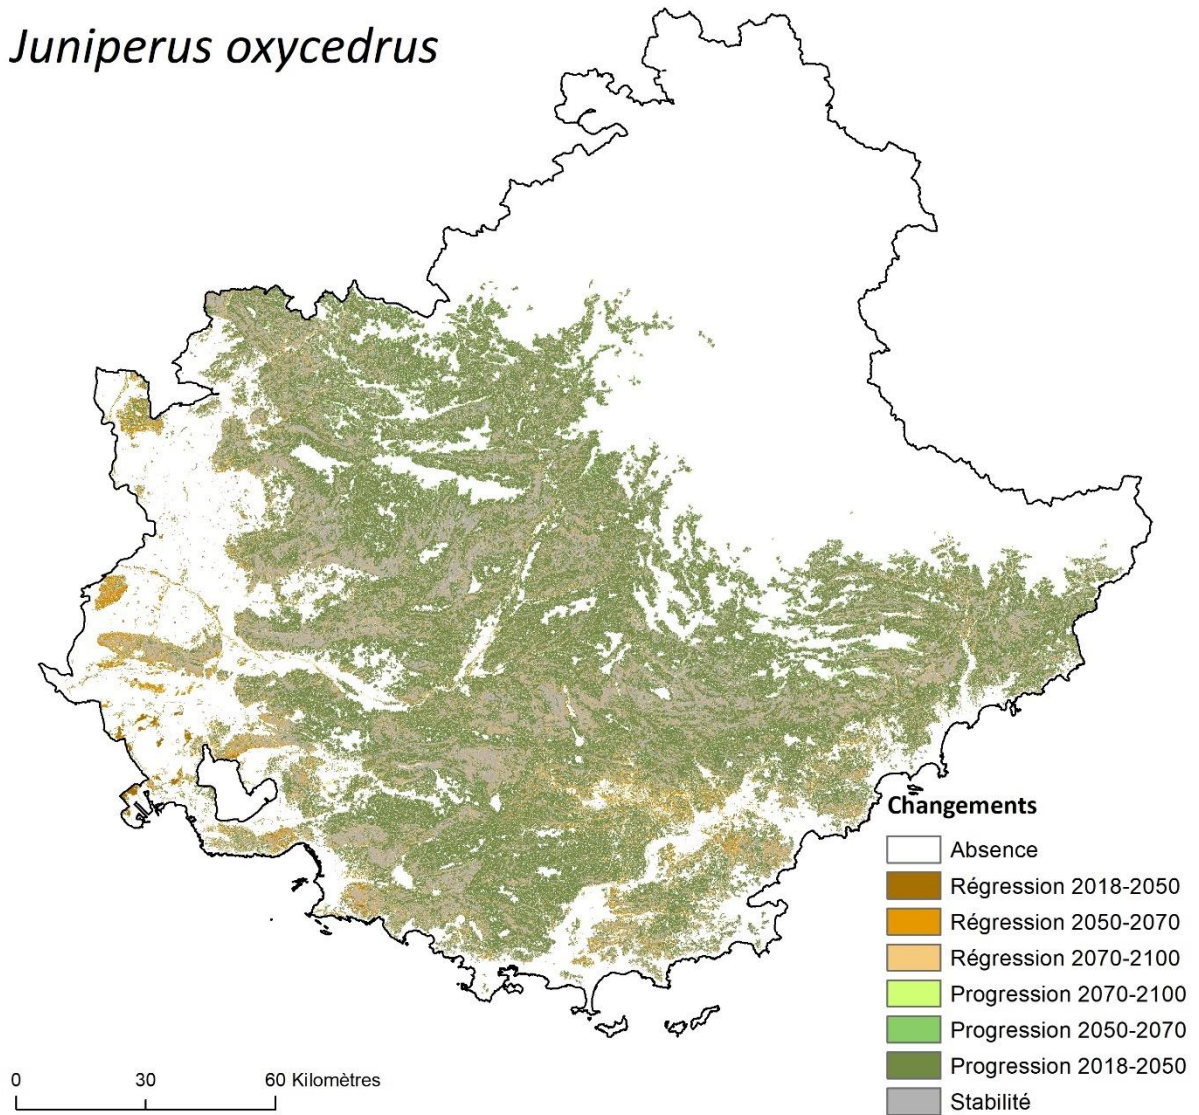 Juniperus oxycedrus
Changements
Absence
Régression 2018-2050
Régression 2050-2070
Régression 2070-2100
Progression 2070-2100
Progression 2050-2070
Progression 2018-2050
Stabilité
0 30 60 Kilomètres